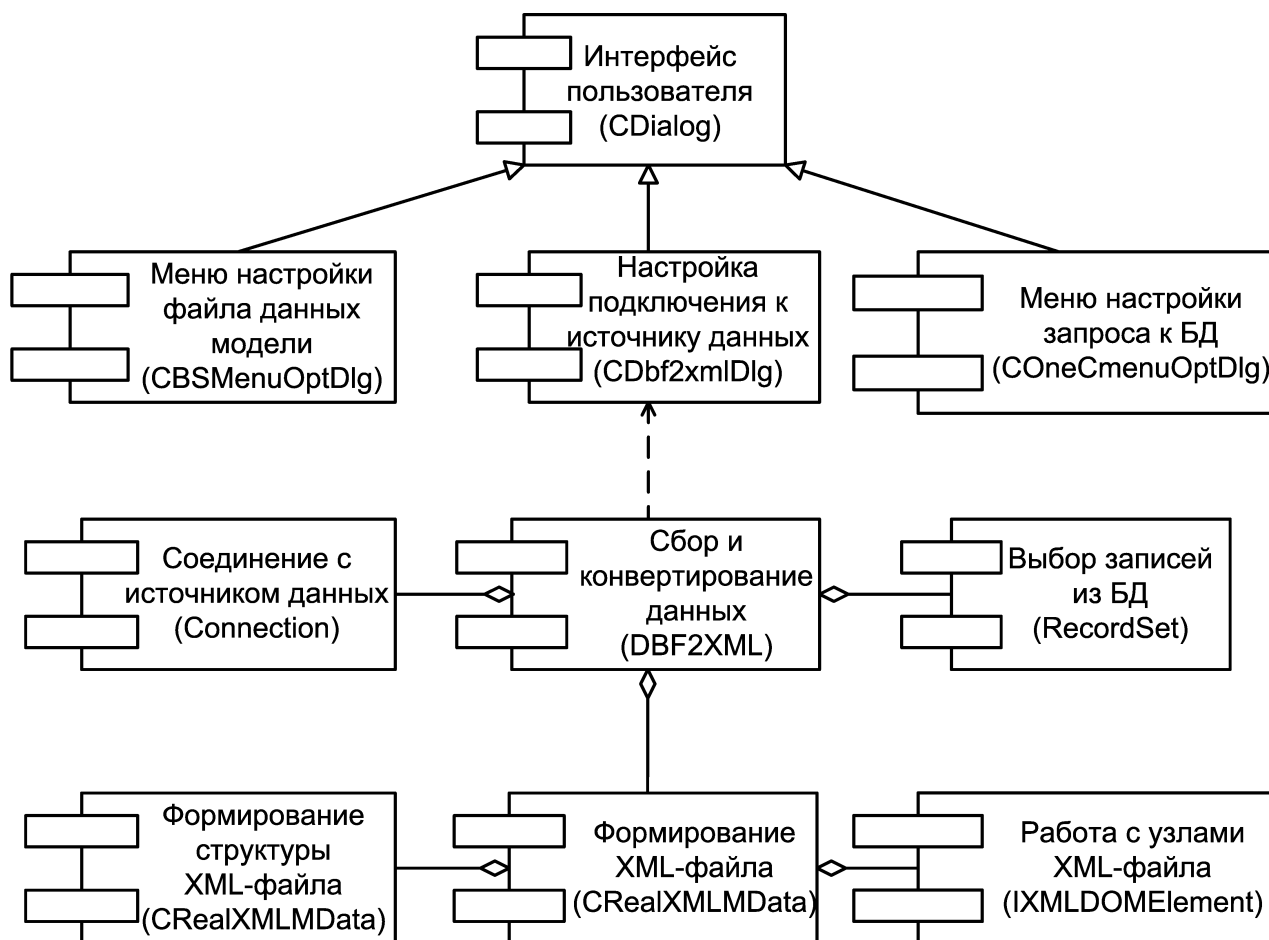 Интерфейс
пользователя
(CDialog)
Меню настройки
файла данных
модели
(CBSMenuOptDlg)
Настройка
подключения к
источнику данных
(CDbf2xmlDlg)
Меню настройки
запроса к БД
(COneCmenuOptDlg)
Соединение с
источником данных
(Connection)
Сбор и
конвертирование
данных
(DBF2XML)
Выбор записей
из БД
(RecordSet)
Формирование
структуры
XML-файла
(CRealXMLMData)
Формирование
XML-файла
(CRealXMLMData)
Работа с узлами
XML-файла
(IXMLDOMElement)